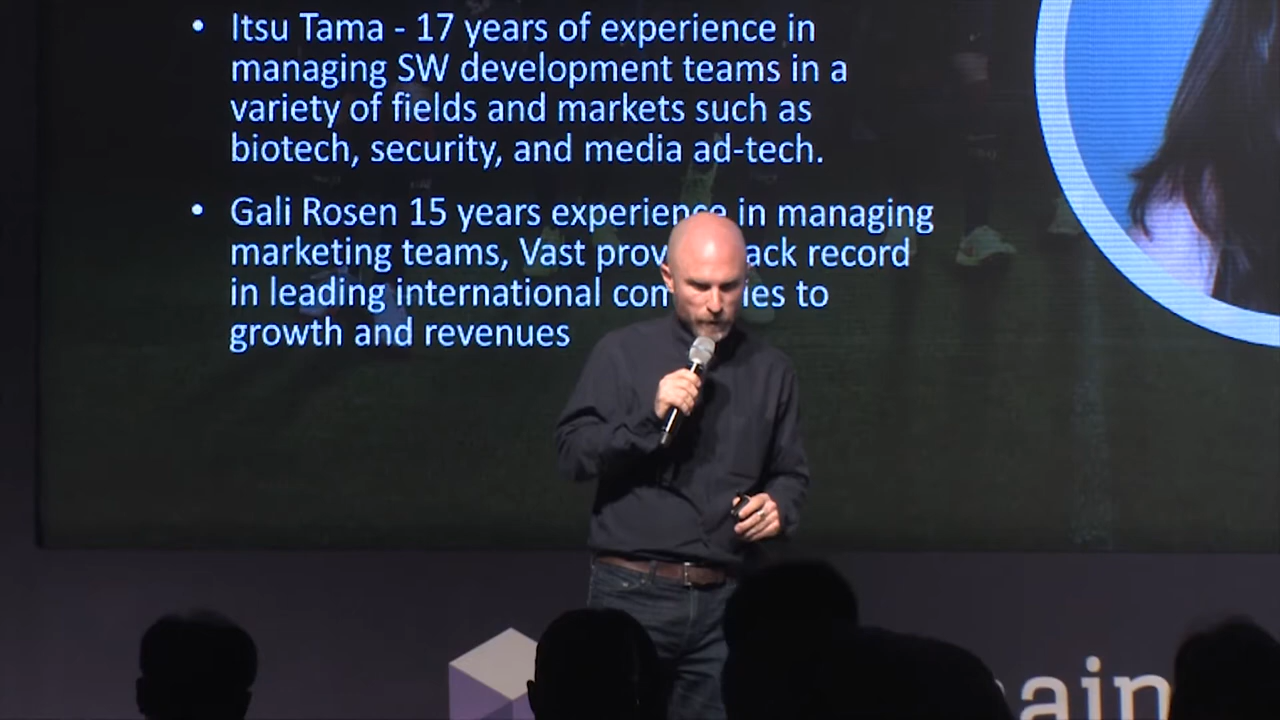 • Itsu Tama - 17 years of experience in
managing SW development teams in a
variety of fields and markets such as
biotech, security, and media ad-tech.
• Gali Rosen 15 years experience in managing
marketing teams, Vast record
in leading international to
growth and revenues